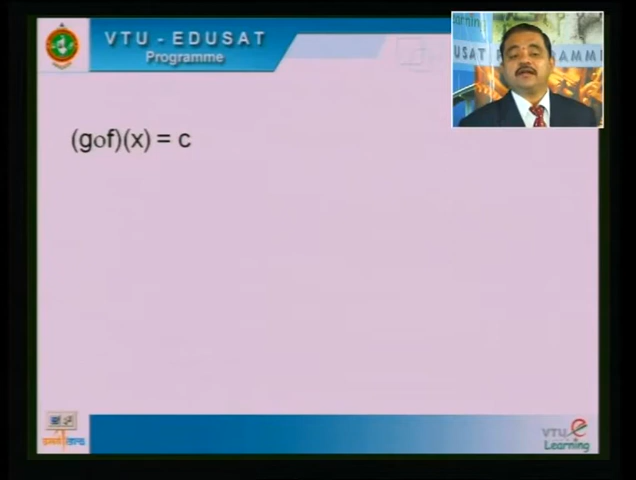 VTU - EDUSAT
Programme
(gof)(x) = c
VTU e
Learning